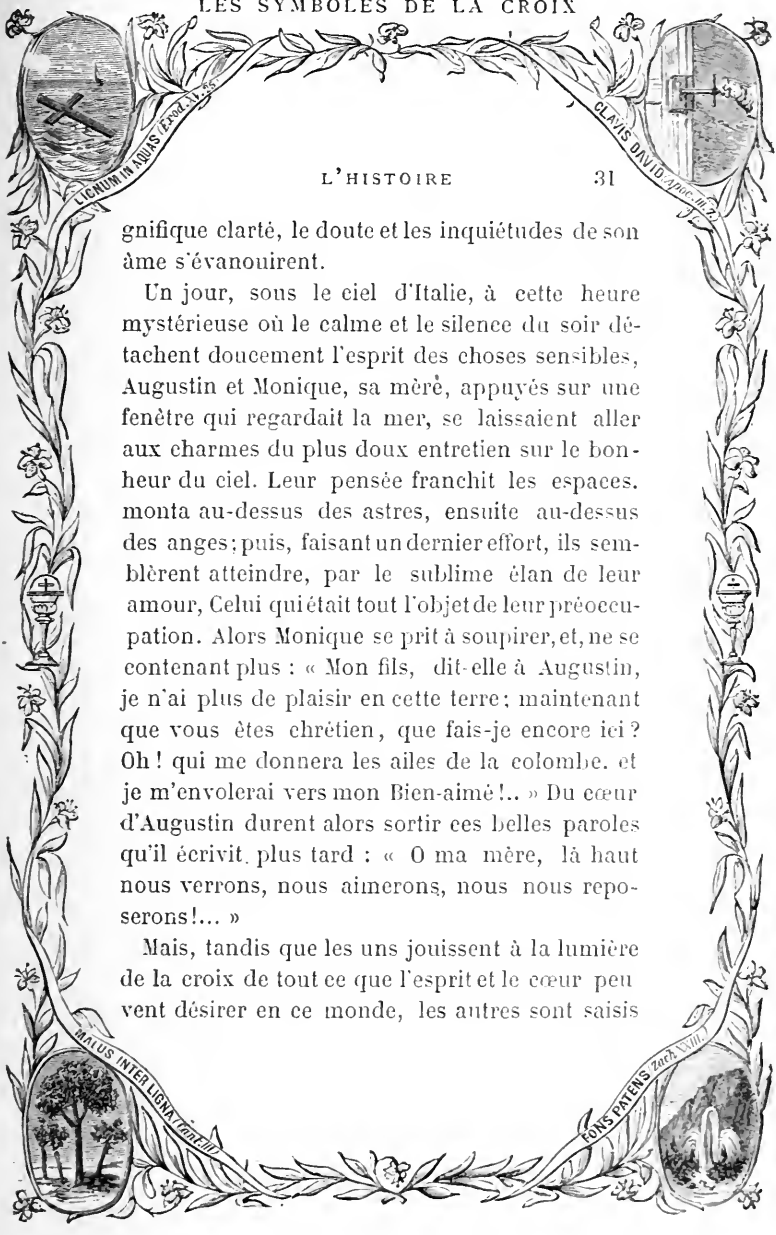 LES SYMBOLES DE LA CROIX
LIGNUM IN AQUAS (Exod. XV. 25)
CLAVIS DAVID (Apoc. III. 7.)
L'HISTOIRE 31
gnifique clarté, le doute et les inquiétudes de son
âme s'évanouirent.
Un jour, sous le ciel d'Italie, à cette heure
mystérieuse où le calme et le silence du soir dé-
tachent doucement l'esprit des choses sensibles,
Augustin et Monique, sa mère, appuyés sur une
fenêtre qui regardait la mer, se laissaient aller
aux charmes du plus doux entretien sur le bon-
heur du ciel. Leur pensée franchit les espaces.
monta au-dessus des astres, ensuite au-dessus
des anges; puis, faisant un dernier effort, ils sem-
blèrent atteindre, par le sublime élan de leur
amour, Celui qui était tout l'objet de leur préoccu-
pation. Alors Monique se prit à soupirer, et, ne se
contenant plus : « Mon fils, dit-elle à Augustin,
je n'ai plus de plaisir en cette terre; maintenant
que vous êtes chrétien, que fais-je encore ici ?
Oh ! qui me donnera les ailes de la colombe. et
je m'envolerai vers mon Bien-aimé !.. » Du cœur
d'Augustin durent alors sortir ces belles paroles
qu'il écrivit. plus tard : « O ma mère, là haut
nous verrons, nous aimerons, nous nous repo-
serons !... »
Mais, tandis que les uns jouissent à la lumière
de la croix de tout ce que l'esprit et le cœur peu
vent désirer en ce monde, les autres sont saisis
MALUS INTER LIGNA (Cant. II)
FONS PATENS (Zach XIII.)